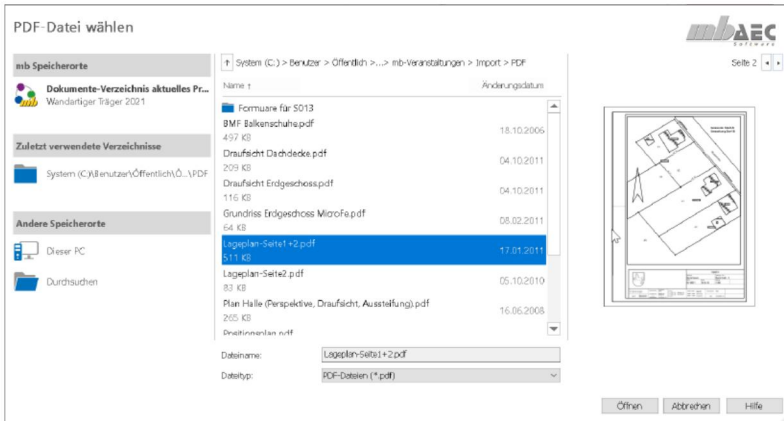 PDF-Datei wählen
mbAEC
Software
mb Speicherorte
Dokumente-Verzeichnis aktuelles Pr...
Wandartiger Träger 2021
Zuletzt verwendete Verzeichnisse
System (C:)\Benutzer\Öffentlich\Ö...\PDF
Andere Speicherorte
Dieser PC
Durchsuchen
System (C:) > Benutzer > Öffentlich >...> mb-Veranstaltungen > Import > PDF
Name ↑ Änderungsdatum
Formuare für S013
BMF Balkenschuhe.pdf
497 KB 18.10.2006
Draufsicht Dachdecke.pdf
209 KB 04.10.2011
Draufsicht Erdgeschoss.pdf
116 KB 04.10.2011
Grundriss Erdgeschoss MicroFe.pdf
64 KB 08.02.2011
Lageplan-Seite1+2.pdf
511 KB 17.01.2011
Lageplan-Seite2.pdf
83 KB 05.10.2010
Plan Halle (Perspektive, Draufsicht, Aussteifung).pdf
265 KB 16.06.2008
Positionsplan.pdf
Dateiname: Lageplan-Seite1+2.pdf
Dateityp: PDF-Dateien (*.pdf)
Seite 2
Öffnen Abbrechen Hilfe